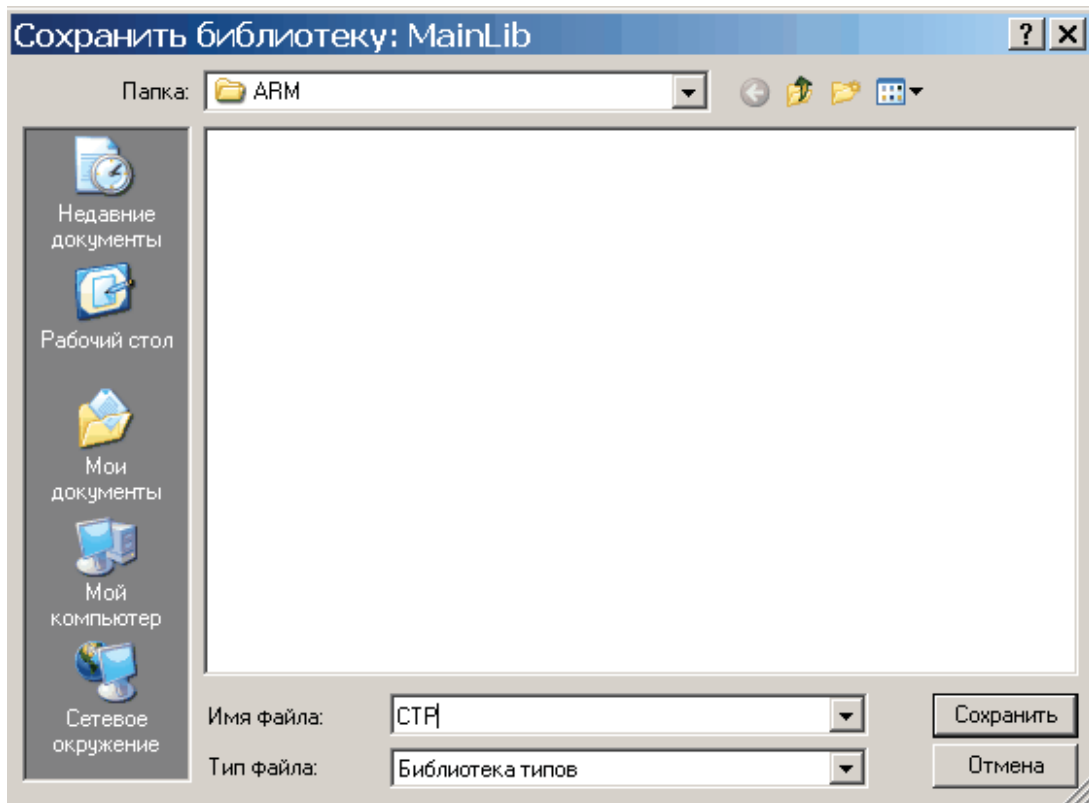 Сохранить библиотеку: MainLib
Папка: ARM
Недавние
документы
Рабочий стол
Мои
документы
Мой
компьютер
Сетевое
окружение
Имя файла: CTP Сохранить
Тип файла: Библиотека типов Отмена